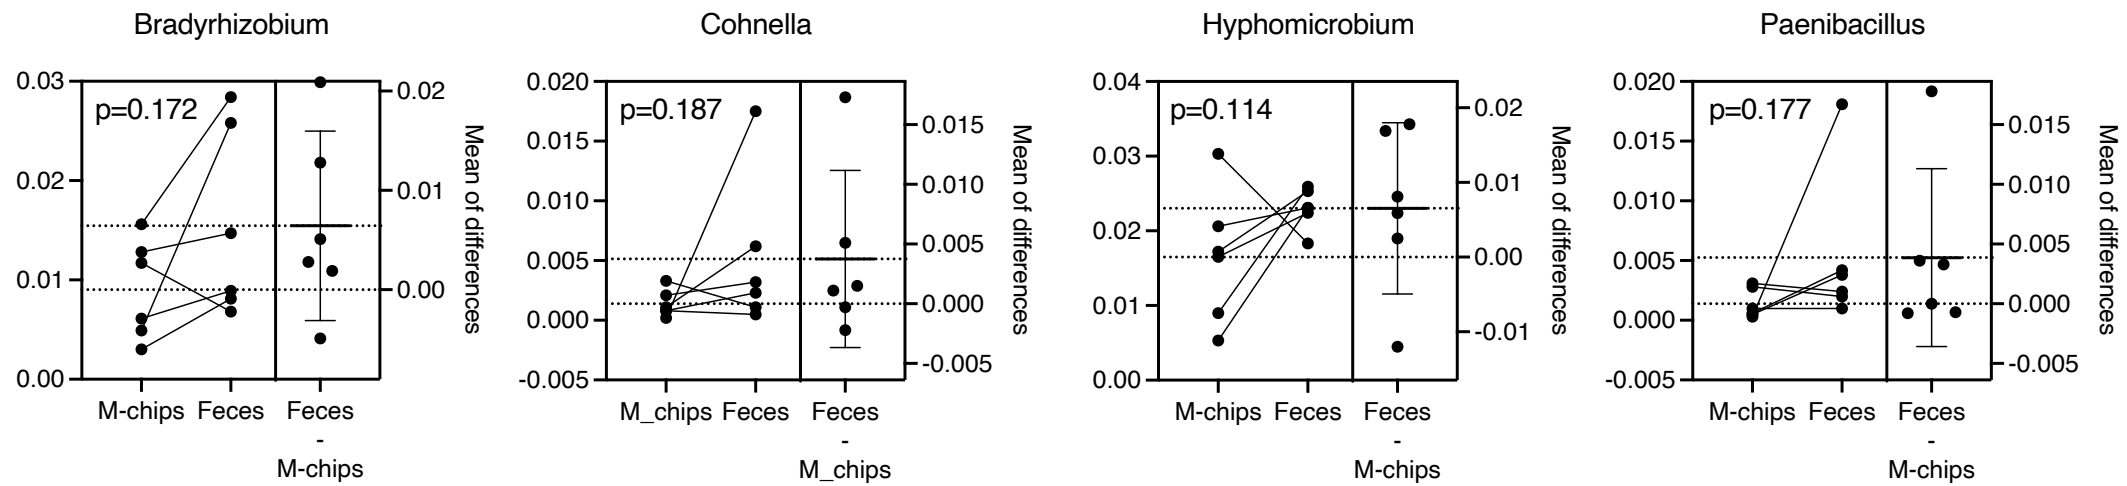 Bradyrhizobium
0.03
0.02
0.01
0.00
p=0.172
0.02
0.01
0.00
Mean of differences
M-chips Feces Feces
-
M-chips
Cohnella
0.020
0.015
0.010
0.005
0.000
-0.005
p=0.187
0.015
0.010
0.005
0.000
-0.005
Mean of differences
M_chips Feces Feces
-
M_chips
Hyphomicrobium
0.04
0.03
0.02
0.01
0.00
p=0.114
0.02
0.01
0.00
-0.01
Mean of differences
M-chips Feces Feces
-
M-chips
Paenibacillus
0.020
0.015
0.010
0.005
0.000
-0.005
p=0.177
0.015
0.010
0.005
0.000
-0.005
Mean of differences
M-chips Feces Feces
-
M-chips